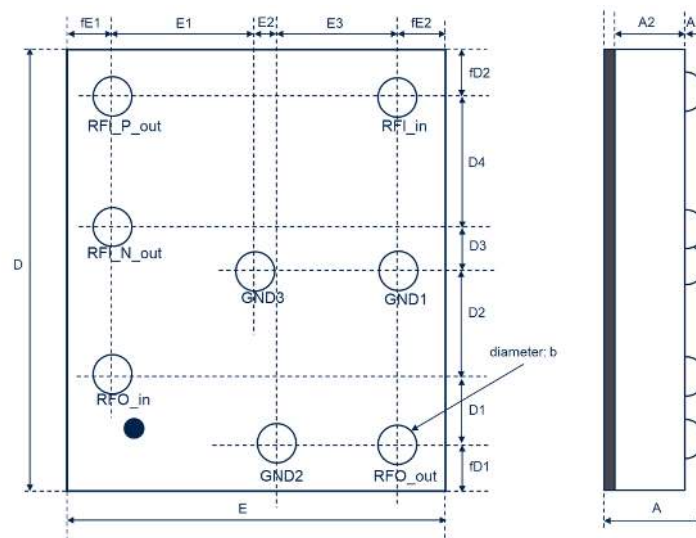 fE1 E1 E2 E3 fE2
A2 A
fD2
RFI_P_out RFI_in
D4
RFI_N_out
D3
D
GND3 GND1
D2
diameter: b
RFO_in
D1
GND2 RFO_out
fD1
E
A